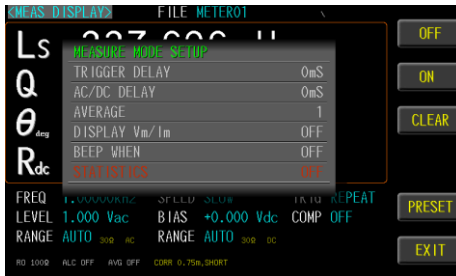 <MEAS DISPLAY> FILE METER01
OFF
Ls
MEASURE MODE SETUP
TRIGGER DELAY 0mS
ON
Q
AC/DC DELAY 0mS
AVERAGE 1
CLEAR
θ deg
DISPLAY Vm/Im OFF
BEEP WHEN OFF
Rdc
STATISTICS OFF
FREQ 1.00000kHz SPEED SLOW TRIG REPEAT
PRESET
LEVEL 1.000 Vac BIAS +0.000 Vdc COMP OFF
RANGE AUTO 30Ω AC RANGE AUTO 30Ω DC
EXIT
RO 100Ω ALC OFF AVG OFF CORR 0.75m,SHORT